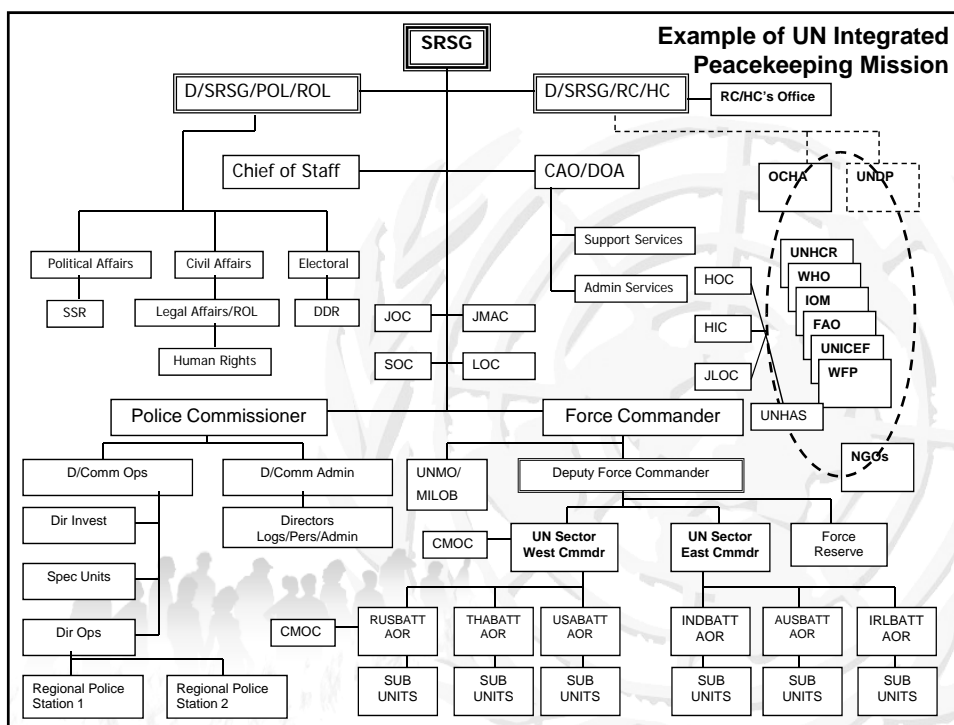 SRSG
Example of UN Integrated
Peacekeeping Mission
D/SRSG/POL/ROL
D/SRSG/RC/HC
RC/HC's Office
Chief of Staff
CAO/DOA
OCHA
UNDP
Support Services
Admin Services
Political Affairs
Civil Affairs
Electoral
SSR
Legal Affairs/ROL
DDR
Human Rights
JOC
JMAC
SOC
LOC
HOC
HIC
JLOC
UNHAS
UNHCR
WHO
IOM
FAO
UNICEF
WFP
NGOs
Police Commissioner
Force Commander
D/Comm Ops
D/Comm Admin
UNMO/
MILOB
Deputy Force Commander
Dir Invest
Directors
Logs/Pers/Admin
CMOC
UN Sector
West Cmmdr
UN Sector
East Cmmdr
Force
Reserve
Spec Units
Dir Ops
CMOC
RUSBATT
AOR
THABATT
AOR
USABATT
AOR
INDBATT
AOR
AUSBATT
AOR
IRLBATT
AOR
Regional Police
Station 1
Regional Police
Station 2
SUB
UNITS
SUB
UNITS
SUB
UNITS
SUB
UNITS
SUB
UNITS
SUB
UNITS